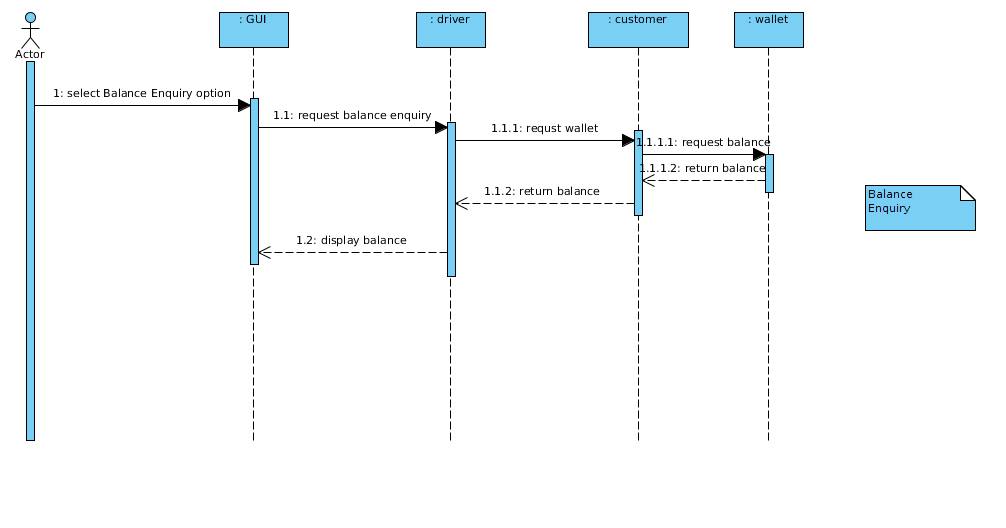 : GUI
: driver
: customer
: wallet
Actor
1: select Balance Enquiry option
1.1: request balance enquiry
1.1.1: requst wallet
1.1.1.1: request balance
1.1.1.2: return balance
1.1.2: return balance
Balance
Enquiry
1.2: display balance